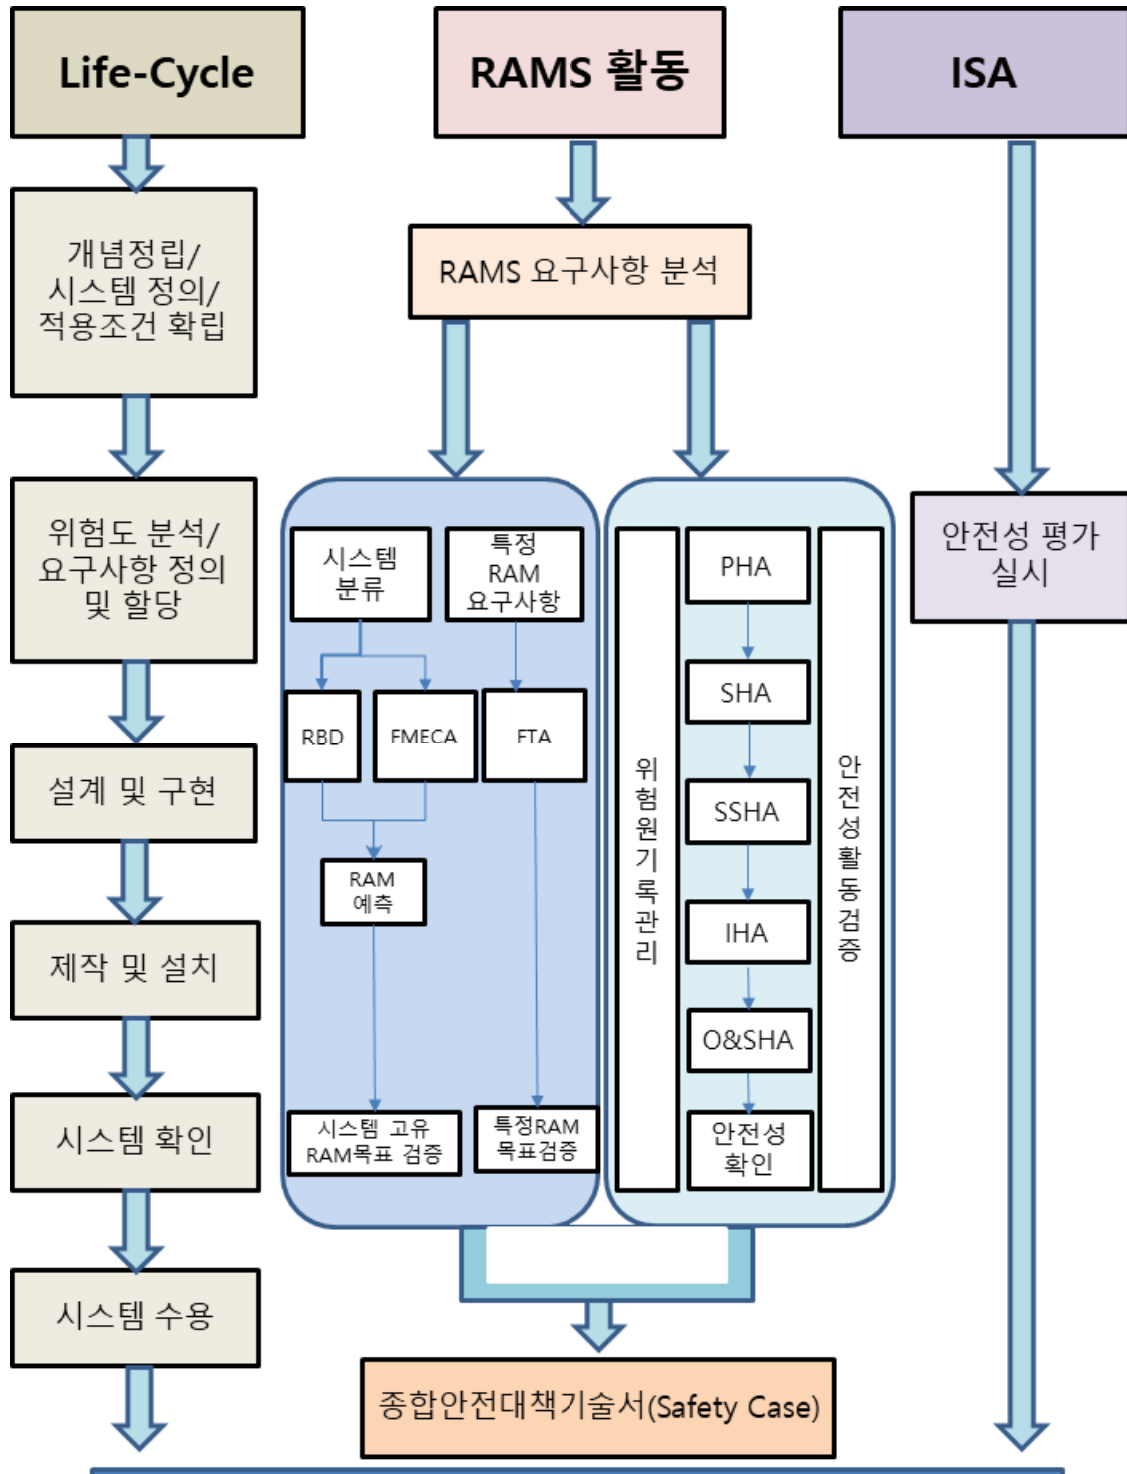 Life-Cycle
RAMS 활동
ISA
개념정립/
시스템 정의/
적용조건 확립
RAMS 요구사항 분석
위험도 분석/
요구사항 정의
및 할당
시스템
분류
특정
RAM
요구사항
PHA
안전성 평가
실시
SHA
RBD
FMECA
FTA
설계 및 구현
위험원기록관리
SSHA
안전성활동검증
RAM
예측
IHA
제작 및 설치
O&SHA
시스템 확인
시스템 고유
RAM목표 검증
특정RAM
목표검증
안전성
확인
시스템 수용
종합안전대책기술서(Safety Case)